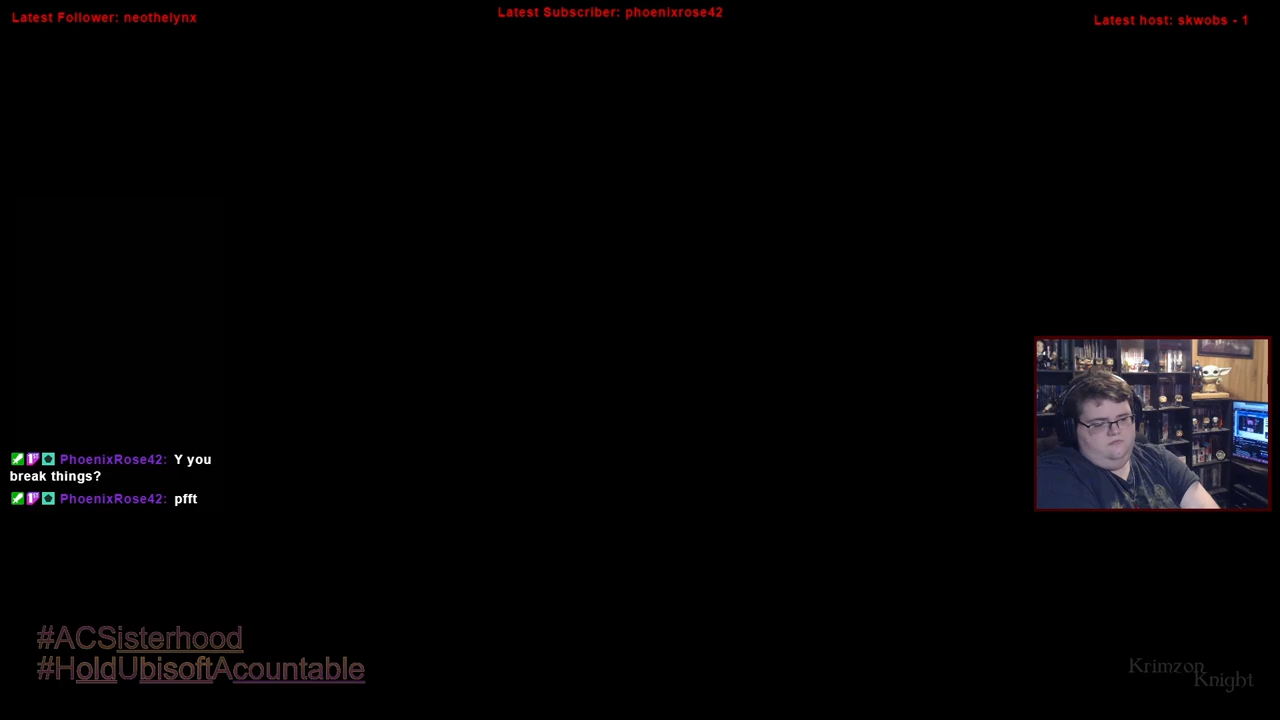 Latest Follower: neothelynx
Latest Subscriber: phoenixrose42
Latest host: skwobs - 1
PhoenixRose42: Y you
break things?
PhoenixRose42: pfft
#ACSisterhood
#HoldUbisoftAcountable
Krimzon
Knight